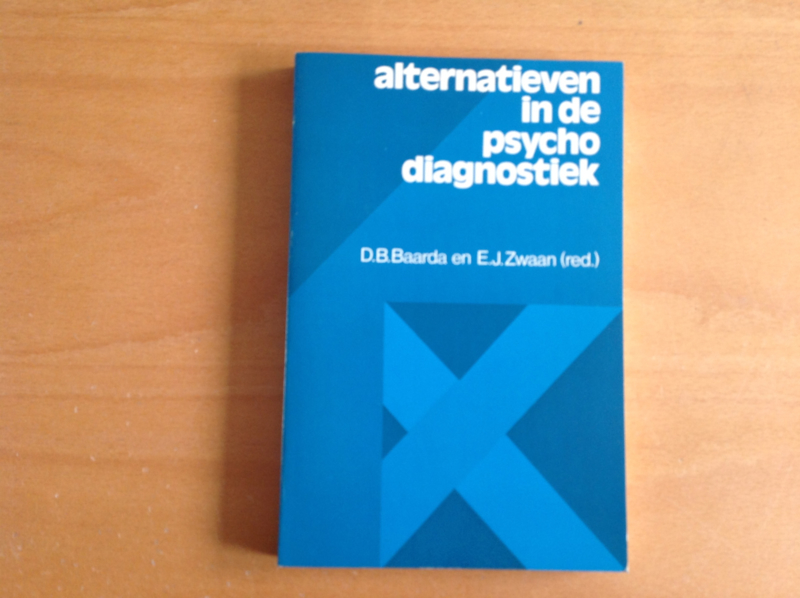 alternatieven
in de
psycho
diagnostiek
D.B.Baarda en E.J.Zwaan (red.)